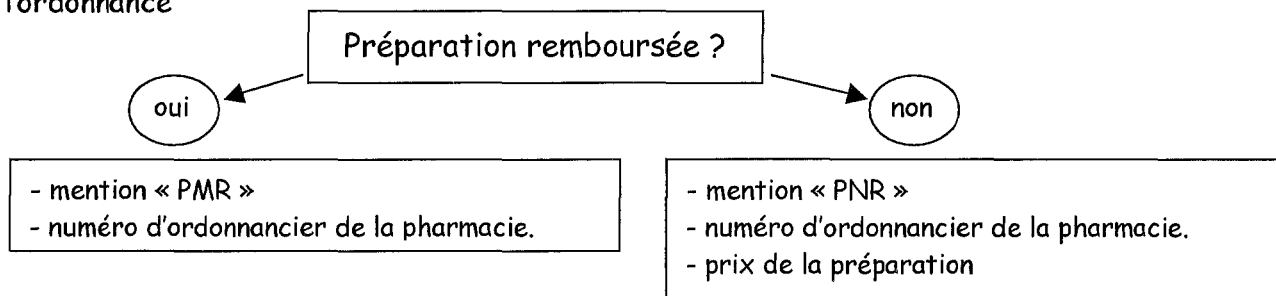 l'ordonnance
Préparation remboursée ?
oui
non
- mention « PMR »
- numéro d'ordonnancier de la pharmacie.
- mention « PNR »
- numéro d'ordonnancier de la pharmacie.
- prix de la préparation